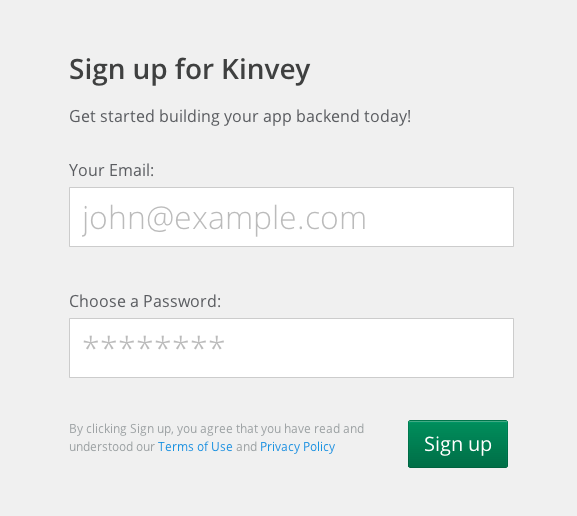 Sign up for Kinvey
Get started building your app backend today!
Your Email:
john@example.com
Choose a Password:
********
By clicking Sign up, you agree that you have read and
understood our Terms of Use and Privacy Policy
Sign up